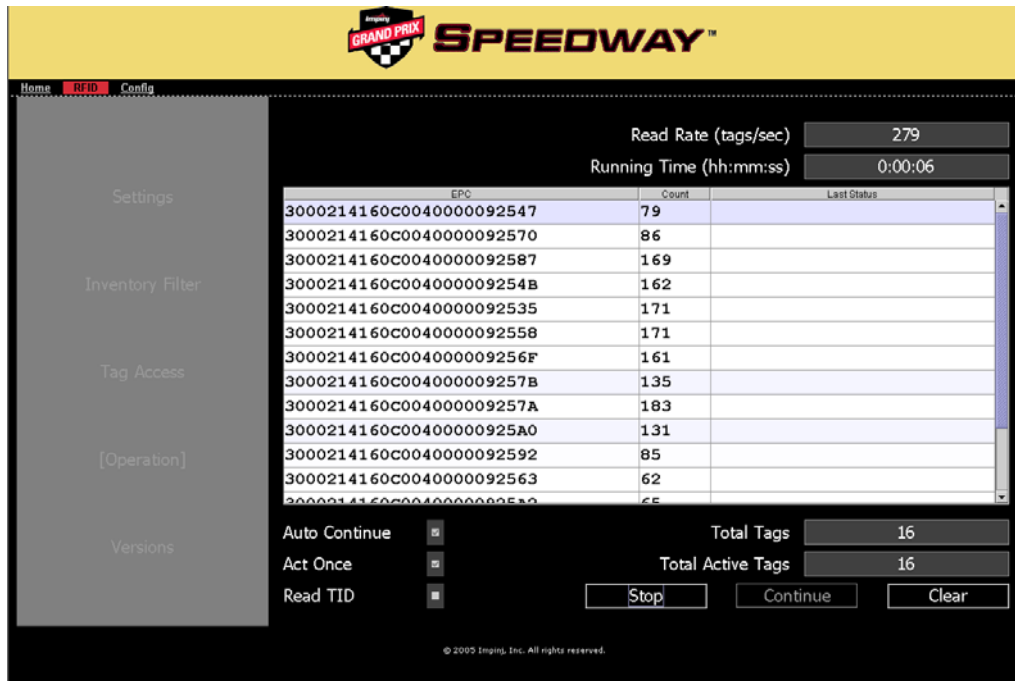 Impinj
GRAND PRIX
SPEEDWAY™
Home RFID Config
Read Rate (tags/sec) 279
Running Time (hh:mm:ss) 0:00:06
Settings
Inventory Filter
Tag Access
[Operation]
Versions
EPC Count Last Status
3000214160C0040000092547 79
3000214160C0040000092570 86
3000214160C0040000092587 169
3000214160C004000009254B 162
3000214160C0040000092535 171
3000214160C0040000092558 171
3000214160C004000009256F 161
3000214160C004000009257B 135
3000214160C004000009257A 183
3000214160C00400000925A0 131
3000214160C0040000092592 85
3000214160C0040000092563 62
Auto Continue
Act Once
Read TID
Total Tags 16
Total Active Tags 16
Stop Continue Clear
© 2005 Impinj, Inc. All rights reserved.